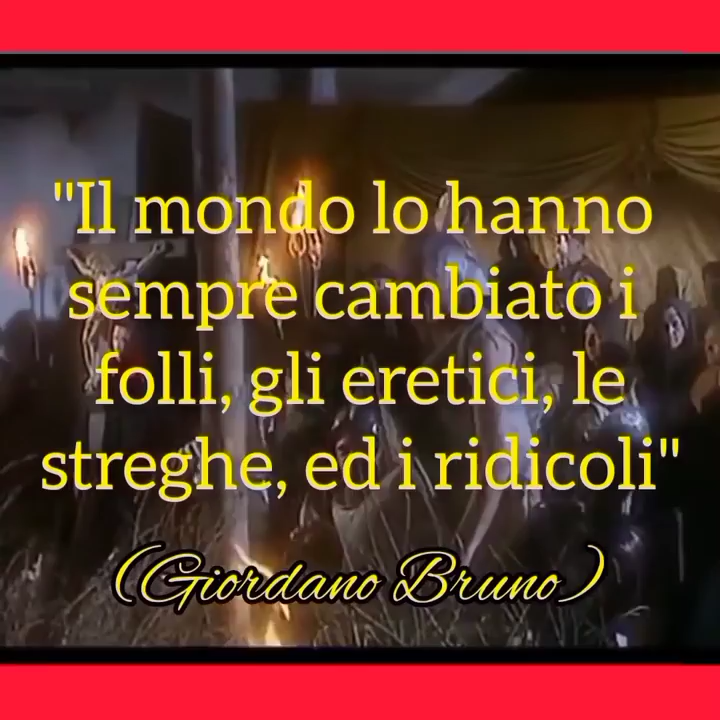 "Il mondo lo hanno
sempre cambiato i
folli, gli eretici, le
streghe, ed i ridicoli"
(Giordano Bruno)